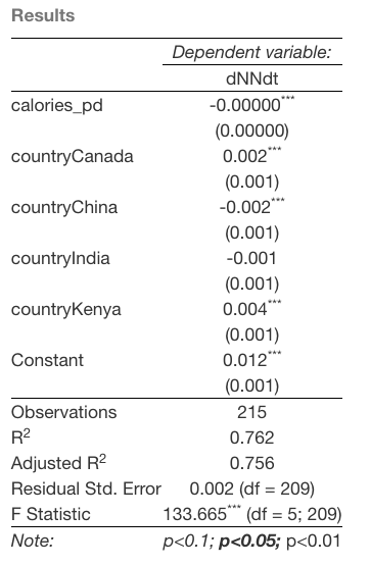 Results
Dependent variable:
dNNdt
calories_pd -0.00000***
(0.00000)
countryCanada 0.002***
(0.001)
countryChina -0.002***
(0.001)
countryIndia -0.001
(0.001)
countryKenya 0.004***
(0.001)
Constant 0.012***
(0.001)
Observations 215
R² 0.762
Adjusted R² 0.756
Residual Std. Error 0.002 (df = 209)
F Statistic 133.665*** (df = 5; 209)
Note: p<0.1; p<0.05; p<0.01